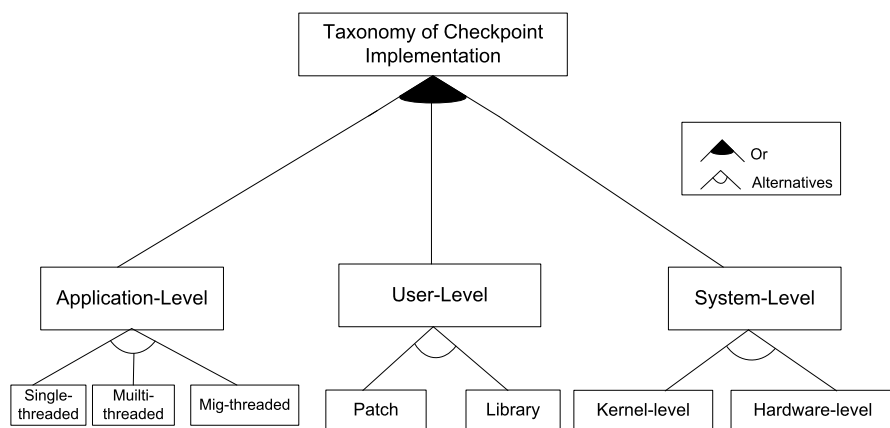 Taxonomy of Checkpoint
Implementation
Or
Alternatives
Application-Level
User-Level
System-Level
Single-
threaded
Muilti-
threaded
Mig-threaded
Patch
Library
Kernel-level
Hardware-level